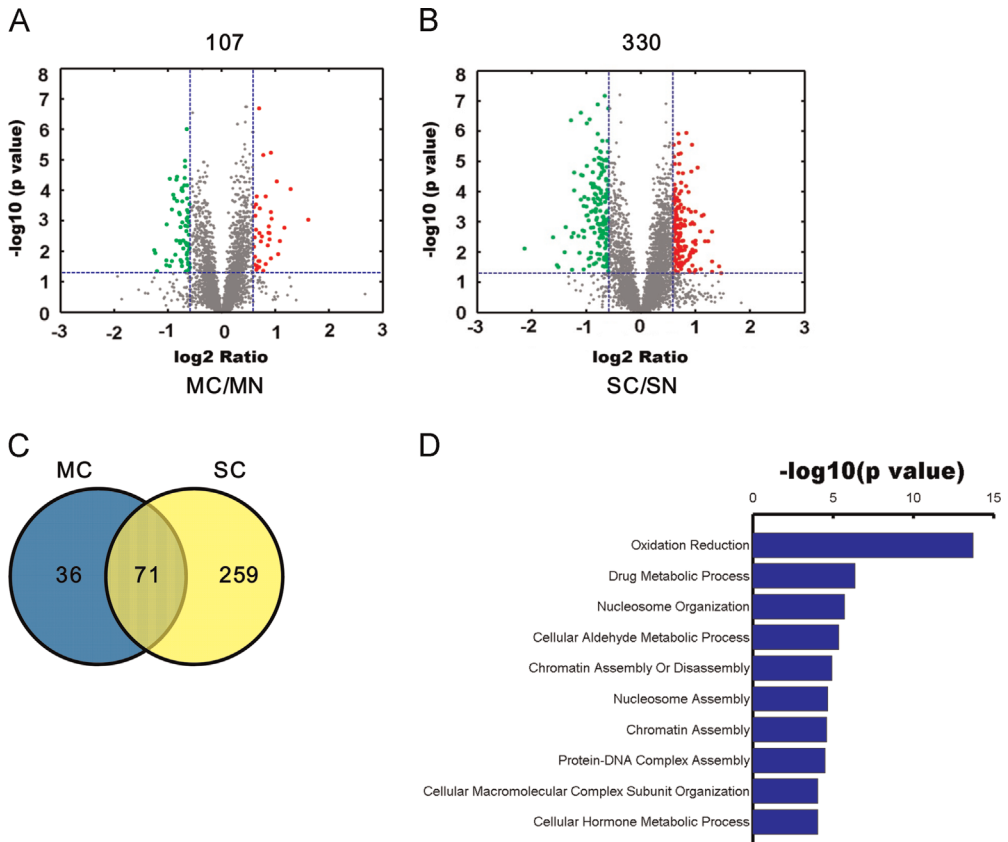 A
107
8
7
6
5
4
3
2
1
0
-log10 (p value)
-3
-2
-1
0
1
2
3
log2 Ratio
MC/MN
B
330
8
7
6
5
4
3
2
1
0
-log10 (p value)
-3
-2
-1
0
1
2
3
log2 Ratio
SC/SN
C
MC
SC
36
71
259
D
-log10(p value)
0
5
10
15
Oxidation Reduction
Drug Metabolic Process
Nucleosome Organization
Cellular Aldehyde Metabolic Process
Chromatin Assembly Or Disassembly
Nucleosome Assembly
Chromatin Assembly
Protein-DNA Complex Assembly
Cellular Macromolecular Complex Subunit Organization
Cellular Hormone Metabolic Process